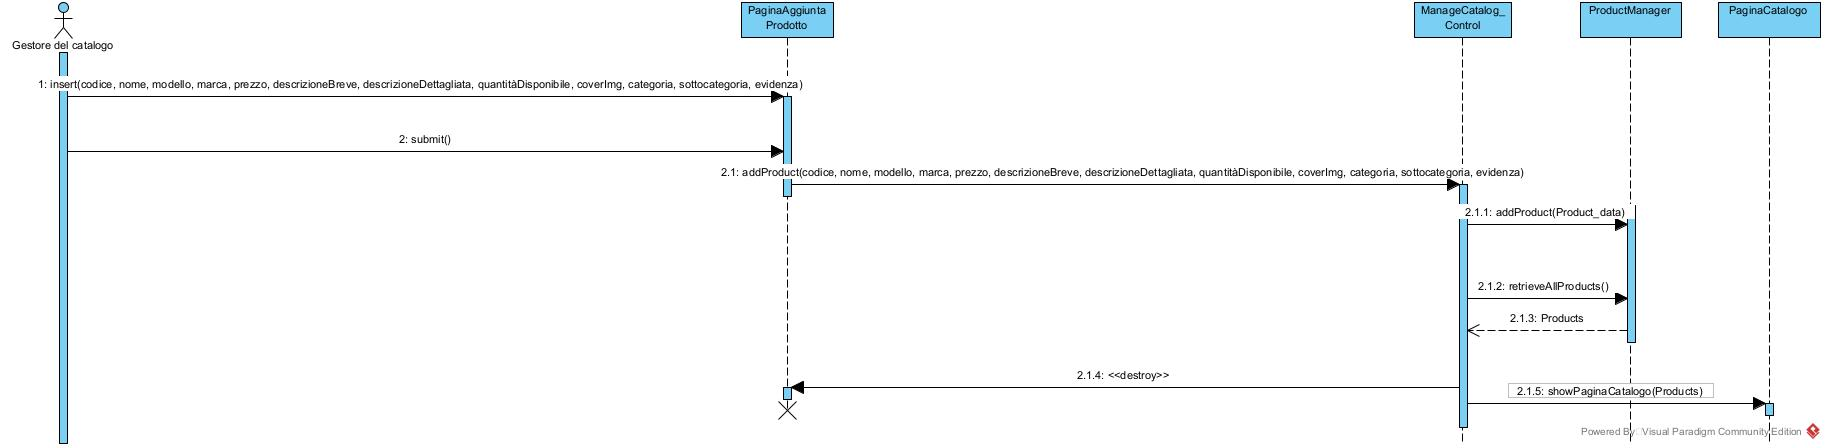 Gestore del catalogo
PaginaAggiunta
Prodotto
ManageCatalog_
Control
ProductManager
PaginaCatalogo
1: insert(codice, nome, modello, marca, prezzo, descrizioneBreve, descrizioneDettagliata, quantitàDisponibile, coverImg, categoria, sottocategoria, evidenza)
2: submit()
2.1: addProduct(codice, nome, modello, marca, prezzo, descrizioneBreve, descrizioneDettagliata, quantitàDisponibile, coverImg, categoria, sottocategoria, evidenza)
2.1.1: addProduct(Product_data)
2.1.2: retrieveAllProducts()
2.1.3: Products
2.1.4: <<destroy>>
2.1.5: showPaginaCatalogo(Products)
Powered By Visual Paradigm Community Edition